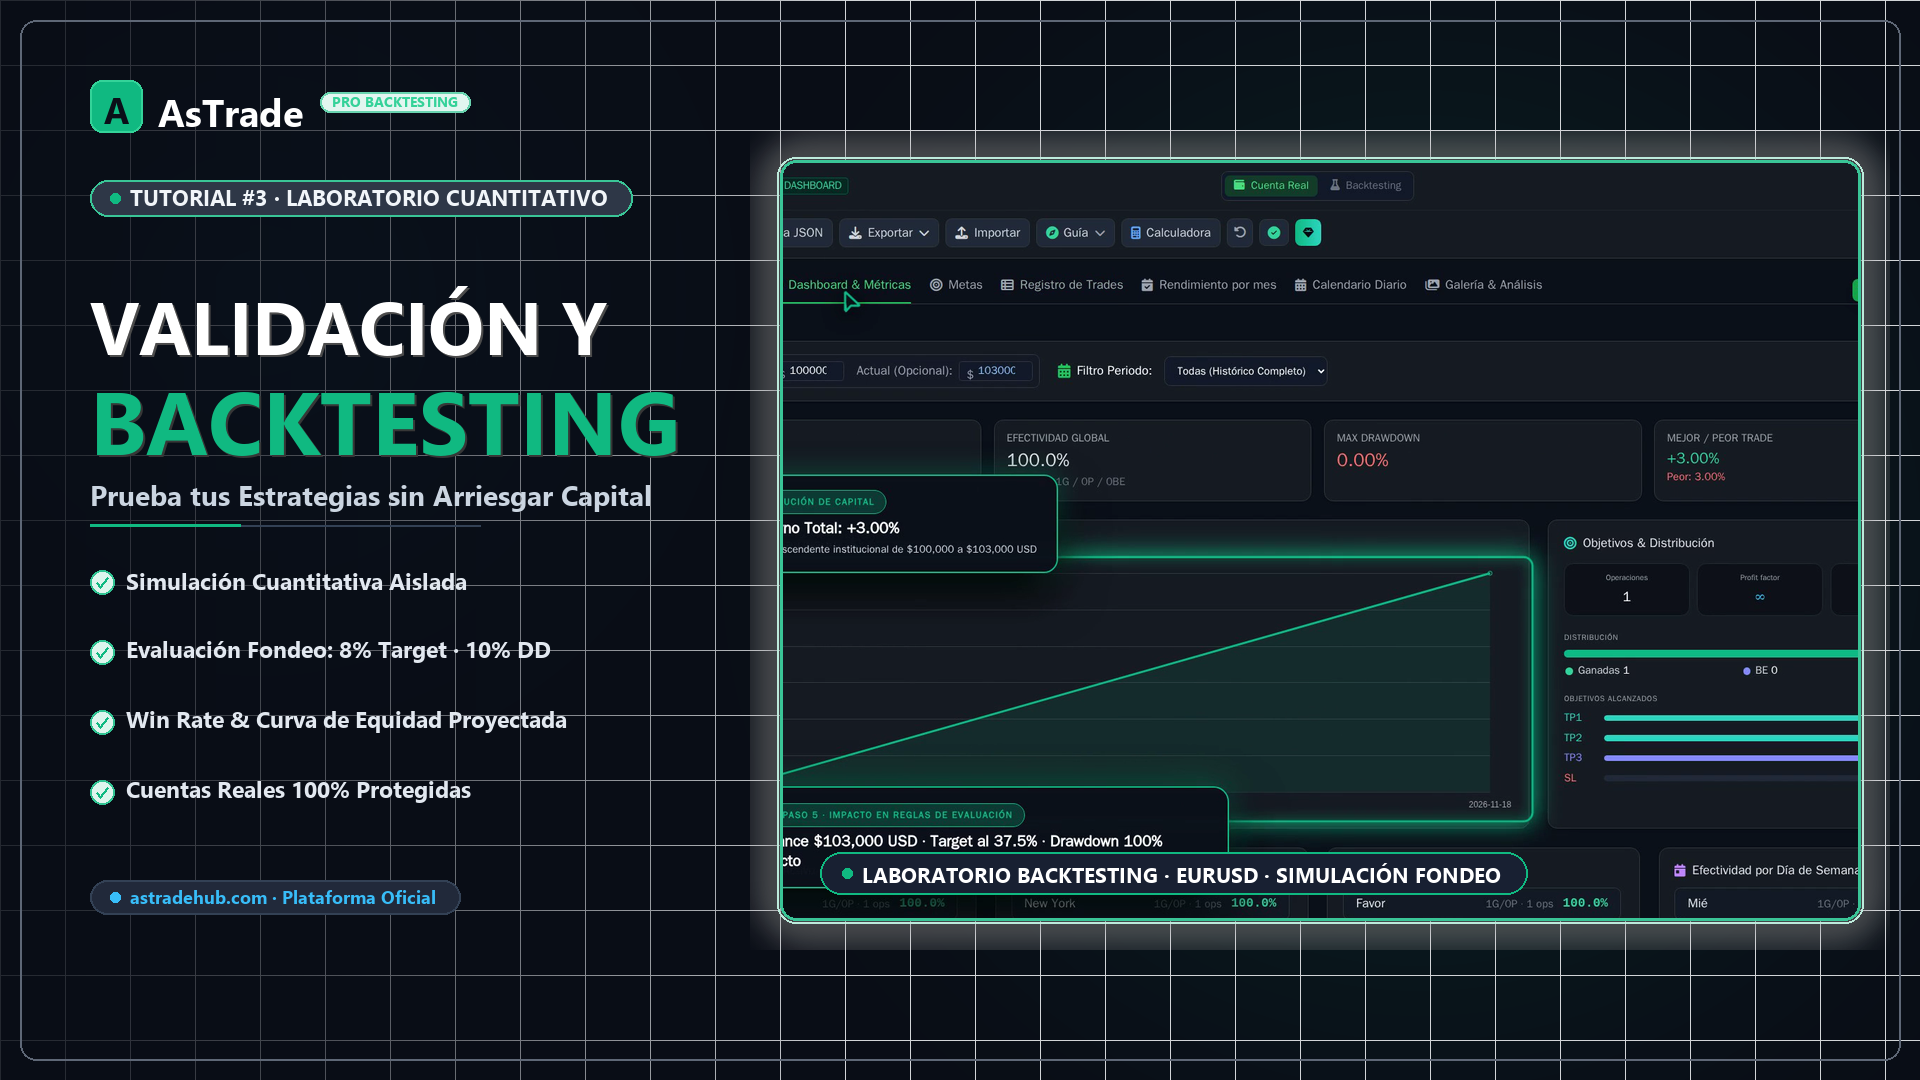 A AsTrade PRO BACKTESTING
TUTORIAL #3 · LABORATORIO CUANTITATIVO
VALIDACIÓN Y
BACKTESTING
Prueba tus Estrategias sin Arriesgar Capital
Simulación Cuantitativa Aislada
Evaluación Fondeo: 8% Target · 10% DD
Win Rate & Curva de Equidad Proyectada
Cuentas Reales 100% Protegidas
astradehub.com · Plataforma Oficial
DASHBOARD Cuenta Real Backtesting
a JSON Exportar Importar Guía Calculadora
Dashboard & Métricas Metas Registro de Trades Rendimiento por mes Calendario Diario Galería & Análisis
$ 10000 Actual (Opcional): $ 10300 Filtro Periodo: Todas (Histórico Completo)
EFECTIVIDAD GLOBAL
100.0%
1G / 0P / 0BE
MAX DRAWDOWN
0.00%
MEJOR / PEOR TRADE
+3.00%
Peor: 3.00%
UCIÓN DE CAPITAL
no Total: +3.00%
scendente institucional de $100,000 a $103,000 USD
2026-11-18
Objetivos & Distribución
Operaciones
1
Profit factor
∞
DISTRIBUCIÓN
Ganadas 1 BE 0
OBJETIVOS ALCANZADOS
TP1
TP2
TP3
SL
PASO 5 · IMPACTO EN REGLAS DE EVALUACIÓN
ance $103,000 USD · Target al 37.5% · Drawdown 100%
cto
LABORATORIO BACKTESTING · EURUSD · SIMULACIÓN FONDEO
Efectividad por Día de Semana
1G/0P · 1 ops 100.0%
New York 1G/0P · 1 ops 100.0%
Favor 1G/0P · 1 ops 100.0%
Mié 1G/0P ·